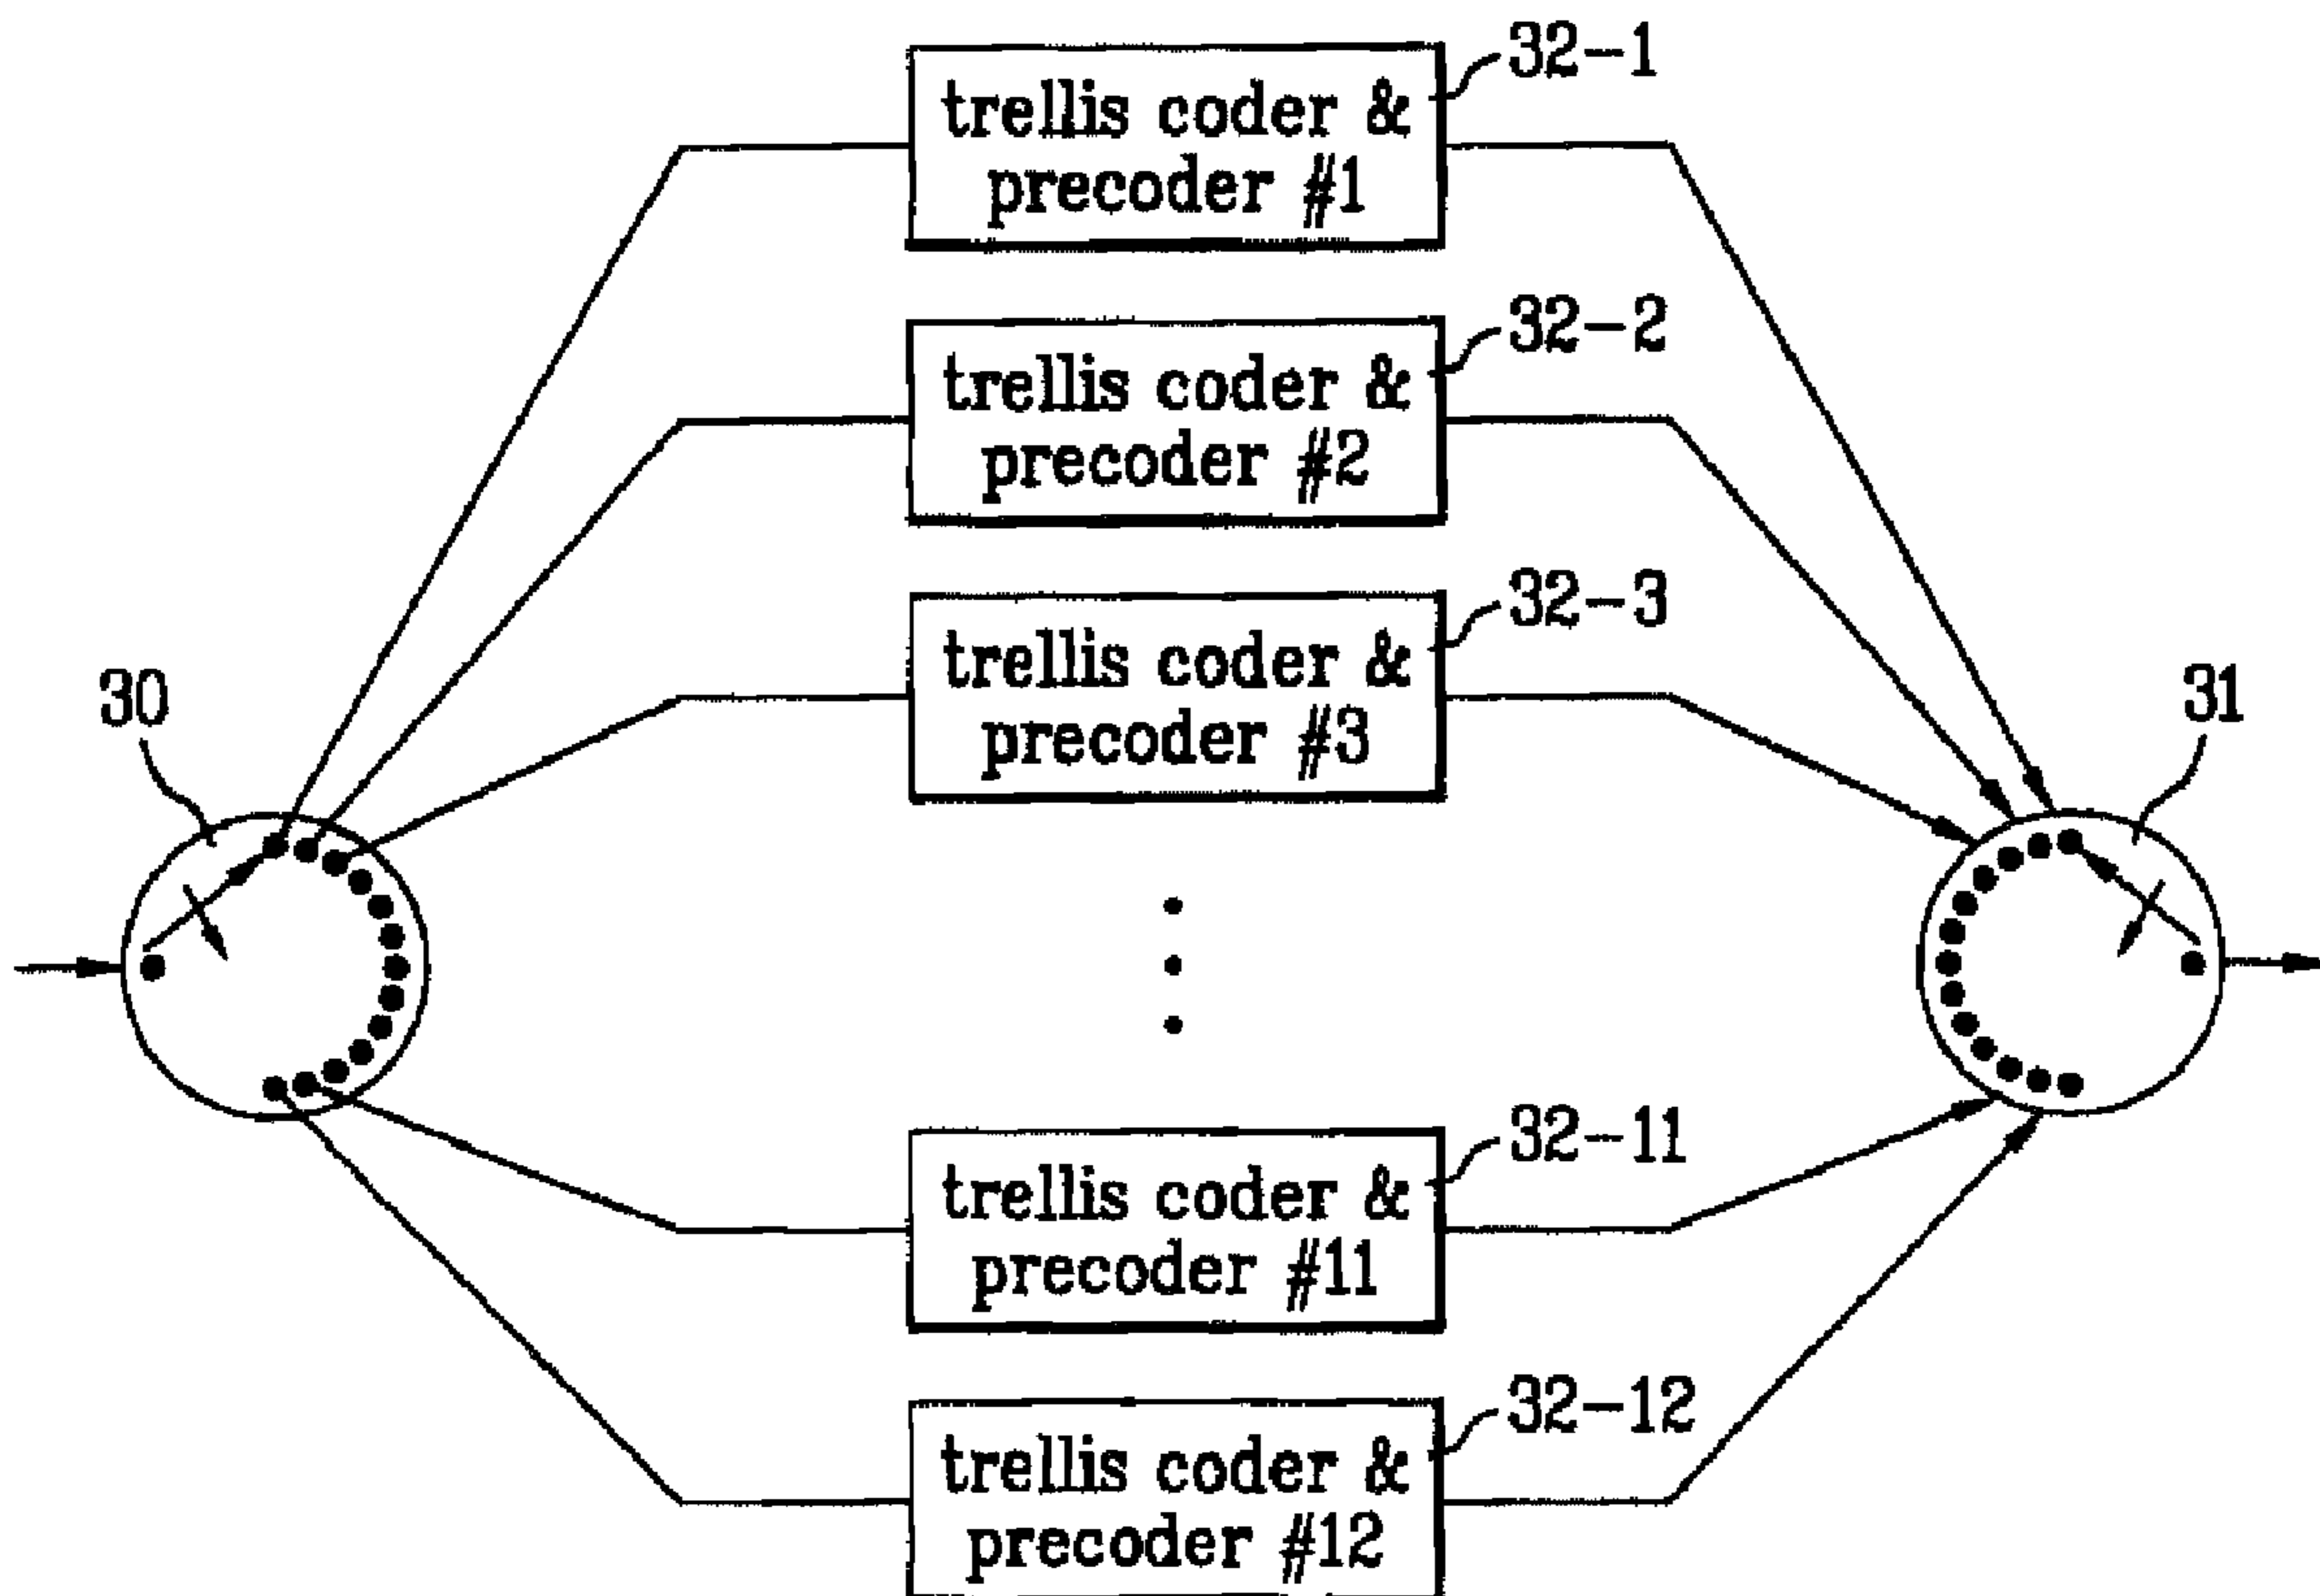 32-1
trellis coder &
precoder #1
32-2
trellis coder &
precoder #2
32-3
trellis coder &
precoder #3
30
31
32-11
trellis coder &
precoder #11
32-12
trellis coder &
precoder #12